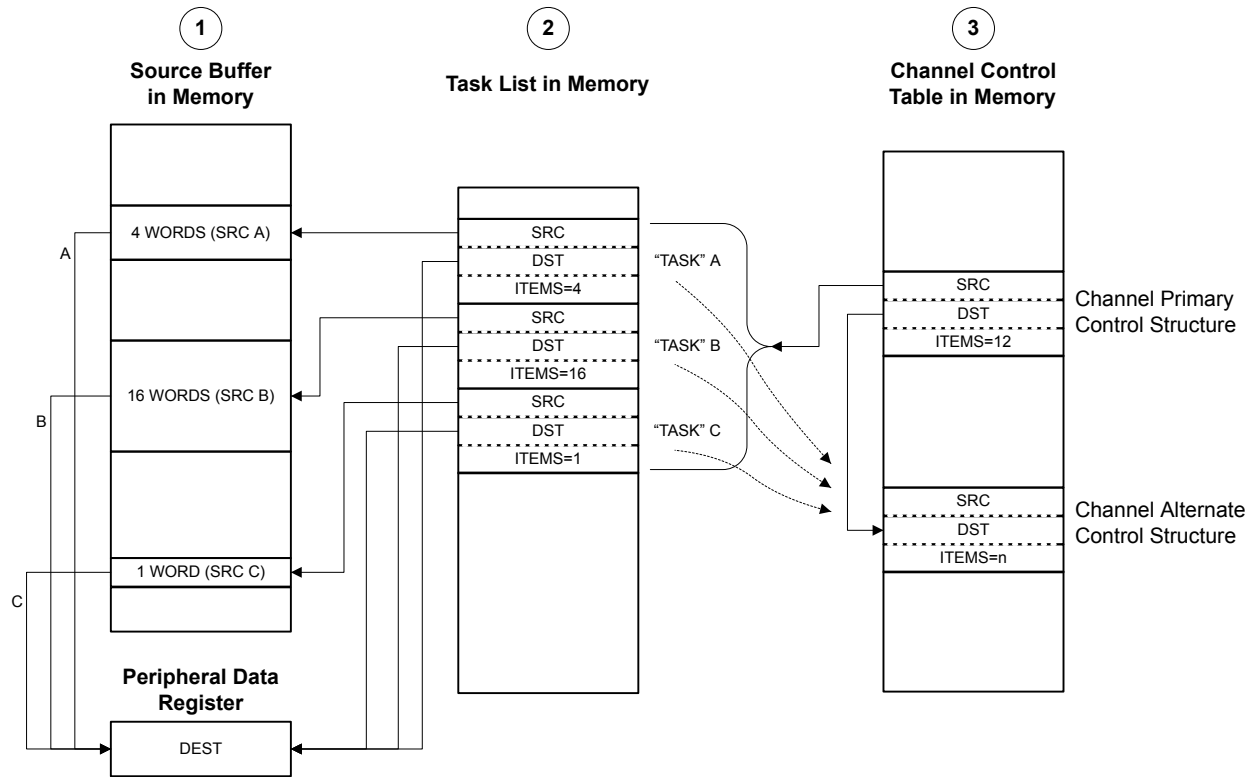 1
Source Buffer
in Memory
4 WORDS (SRC A)
16 WORDS (SRC B)
1 WORD (SRC C)
A
B
C
Peripheral Data
Register
DEST
2
Task List in Memory
SRC
DST
ITEMS=4
SRC
DST
ITEMS=16
SRC
DST
ITEMS=1
“TASK” A
“TASK” B
“TASK” C
3
Channel Control
Table in Memory
SRC
DST
ITEMS=12
Channel Primary
Control Structure
SRC
DST
ITEMS=n
Channel Alternate
Control Structure